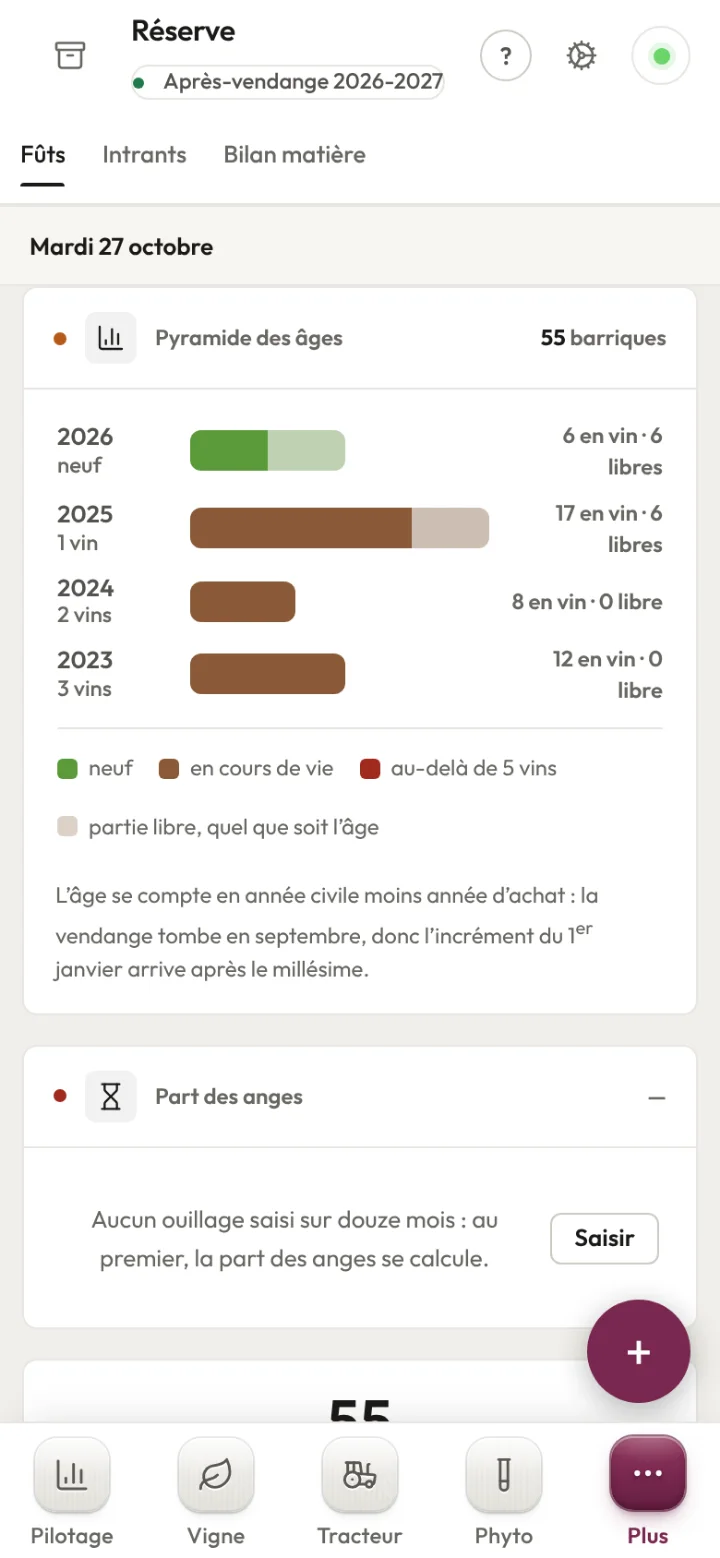 Réserve
Après-vendange 2026-2027
?
Fûts Intrants Bilan matière
Mardi 27 octobre
Pyramide des âges 55 barriques
2026
neuf
6 en vin · 6
libres
2025
1 vin
17 en vin · 6
libres
2024
2 vins
8 en vin · 0 libre
2023
3 vins
12 en vin · 0
libre
neuf en cours de vie au-delà de 5 vins
partie libre, quel que soit l’âge
L’âge se compte en année civile moins année d’achat : la
vendange tombe en septembre, donc l’incrément du 1er
janvier arrive après le millésime.
Part des anges –
Aucun ouillage saisi sur douze mois : au
premier, la part des anges se calcule.
Saisir
+
55
Pilotage Vigne Tracteur Phyto Plus